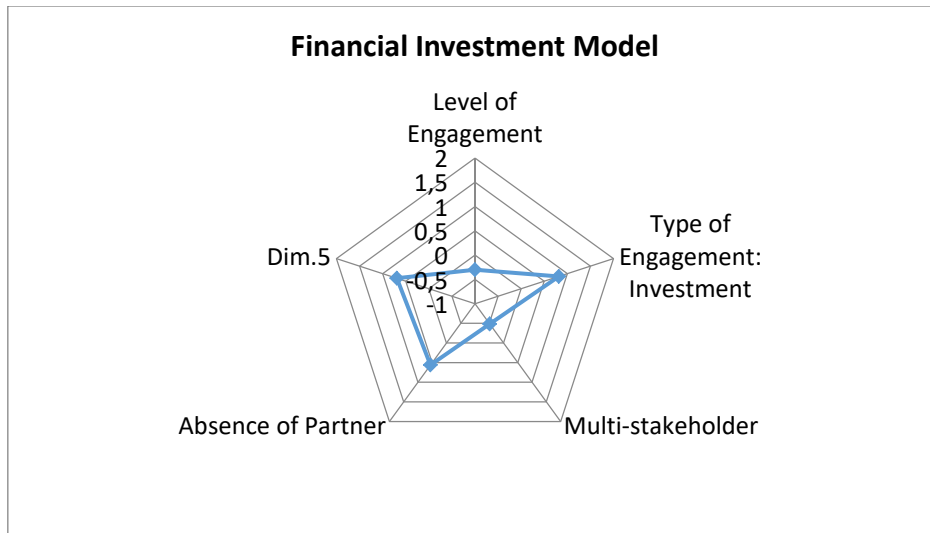 Financial Investment Model
Level of
Engagement
2
1,5
1
0,5
0
-0,5
-1
Type of
Engagement:
Investment
Multi-stakeholder
Absence of Partner
Dim.5